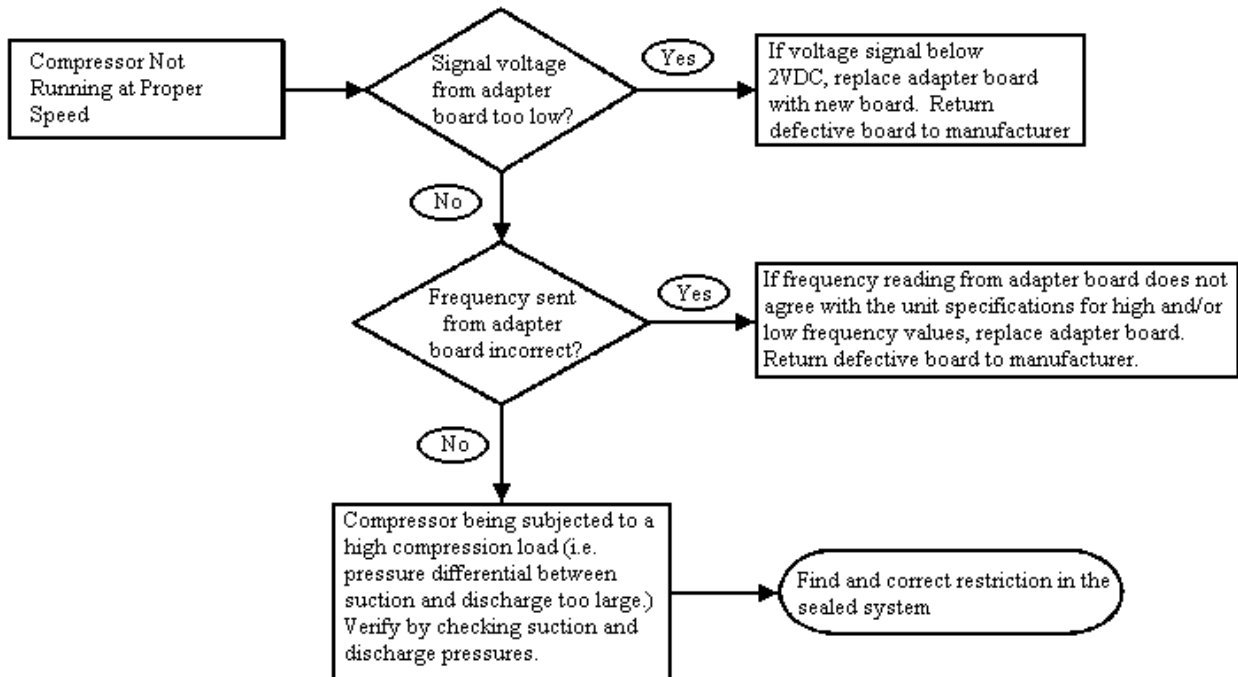 Compressor Not
Running at Proper
Speed
Signal voltage
from adapter
board too low?
Yes
If voltage signal below
2VDC, replace adapter board
with new board. Return
defective board to manufacturer
No
Frequency sent
from adapter
board incorrect?
Yes
If frequency reading from adapter board does not
agree with the unit specifications for high and/or
low frequency values, replace adapter board.
Return defective board to manufacturer.
No
Compressor being subjected to a
high compression load (i.e.
pressure differential between
suction and discharge too large.)
Verify by checking suction and
discharge pressures.
Find and correct restriction in the
sealed system